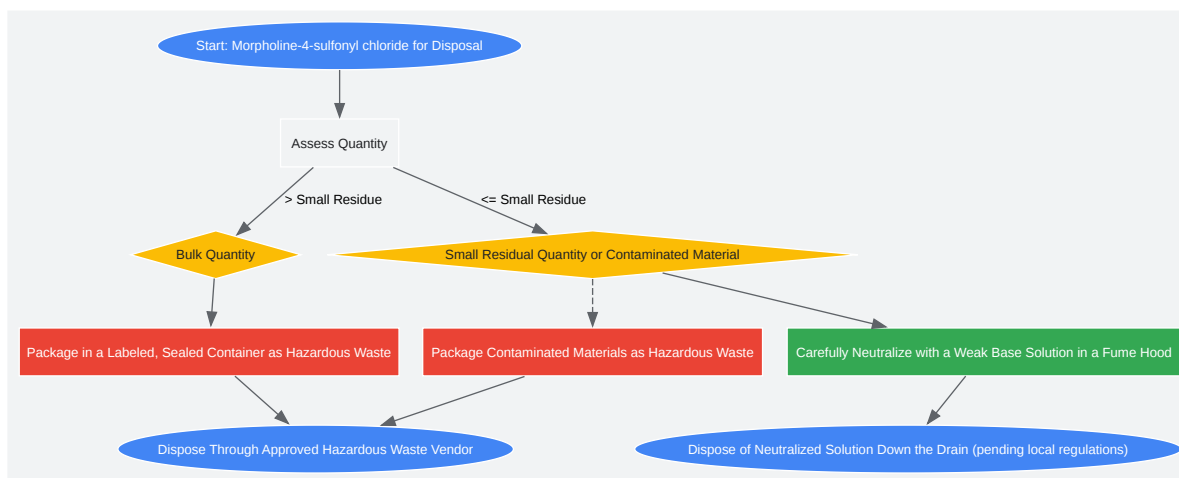 Start: Morpholine-4-sulfonyl chloride for Disposal
Assess Quantity
> Small Residue
<= Small Residue
Bulk Quantity
Small Residual Quantity or Contaminated Material
Package in a Labeled, Sealed Container as Hazardous Waste
Package Contaminated Materials as Hazardous Waste
Carefully Neutralize with a Weak Base Solution in a Fume Hood
Dispose Through Approved Hazardous Waste Vendor
Dispose of Neutralized Solution Down the Drain (pending local regulations)